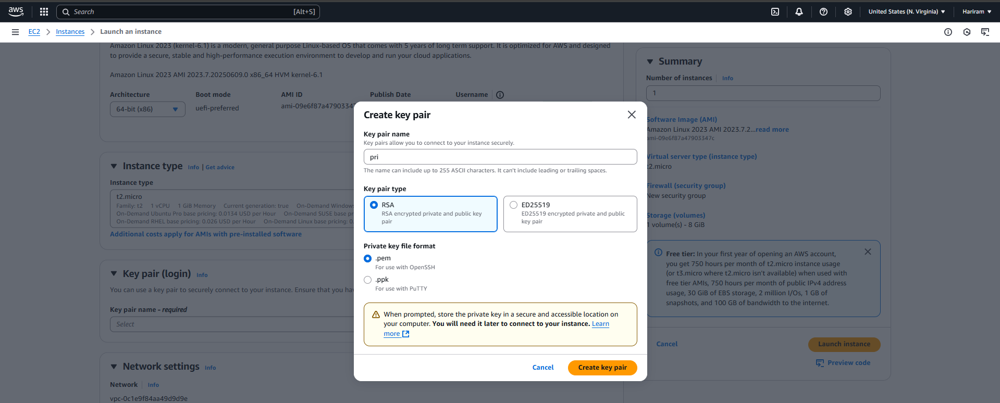 aws
Search
[Alt+S]
United States (N. Virginia)
Hariram
EC2
Instances
Launch an instance
Amazon Linux 2023 (kernel-6.1) is a modern, general purpose Linux-based OS that comes with 5 years of long term support. It is optimized for AWS and designed
to provide a secure, stable and high-performance execution environment to develop and run your cloud applications.
Amazon Linux 2023 AMI 2023.7.20250609.0 x86_64 HVM kernel-6.1
Architecture
Boot mode
AMI ID
Publish Date
Username
64-bit (x86)
uefi-preferred
ami-09e6f87a4790334
Instance type
Info
Get advice
Instance type
t2.micro
Family: t2 1 vCPU 1 GiB Memory Current generation: true On-Demand Windows
On-Demand Ubuntu Pro base pricing: 0.0134 USD per Hour On-Demand SUSE base pr
On-Demand RHEL base pricing: 0.026 USD per Hour On-Demand Linux base pricing: 0.
Additional costs apply for AMIs with pre-installed software
Key pair (login)
Info
You can use a key pair to securely connect to your instance. Ensure that you hav
Key pair name - required
Select
Network settings
Info
Network
Info
vpc-0c1e9f84aa49d9d9e
Create key pair
Key pair name
Key pairs allow you to connect to your instance securely.
pri
The name can include up to 255 ASCII characters. It can't include leading or trailing spaces.
Key pair type
RSA
RSA encrypted private and public key
pair
ED25519
ED25519 encrypted private and public
key pair
Private key file format
.pem
For use with OpenSSH
.ppk
For use with PuTTY
When prompted, store the private key in a secure and accessible location on
your computer. You will need it later to connect to your instance. Learn
more
Cancel
Create key pair
Summary
Number of instances
Info
1
Software Image (AMI)
Amazon Linux 2023 AMI 2023.7.2...read more
ami-09e6f87a47903347c
Virtual server type (instance type)
t2.micro
Firewall (security group)
New security group
Storage (volumes)
1 volume(s) - 8 GiB
Free tier: In your first year of opening an AWS account,
you get 750 hours per month of t2.micro instance usage
(or t3.micro where t2.micro isn't available) when used with
free tier AMIs, 750 hours per month of public IPv4 address
usage, 30 GiB of EBS storage, 2 million I/Os, 1 GB of
snapshots, and 100 GB of bandwidth to the internet.
Cancel
Launch instance
Preview code